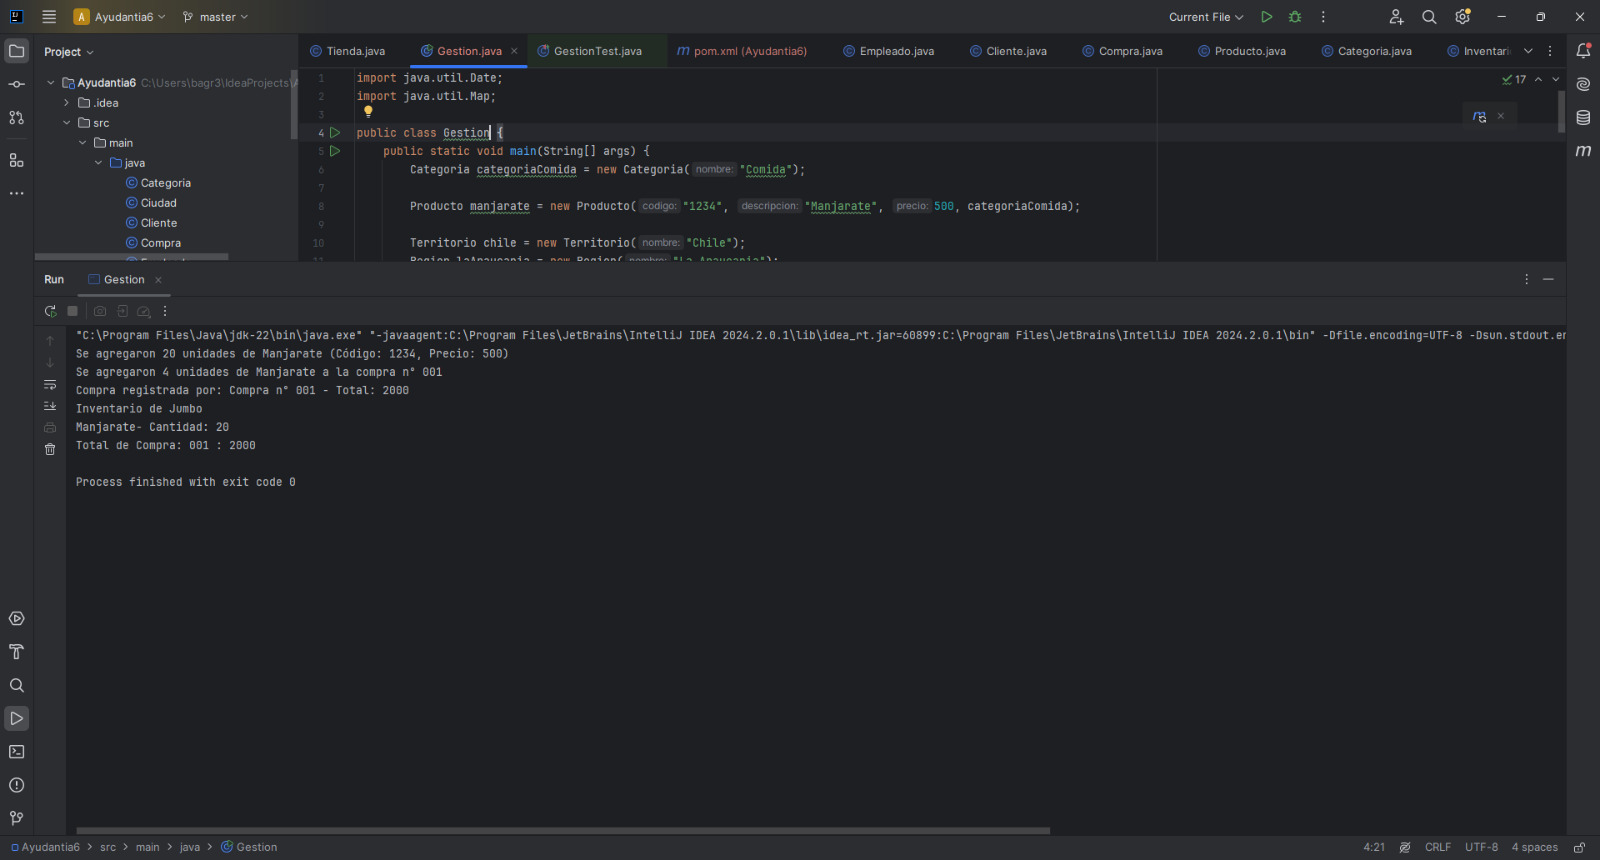 A Ayudantia6 master Current File
Project
Tienda.java Gestion.java GestionTest.java pom.xml (Ayudantia6) Empleado.java Cliente.java Compra.java Producto.java Categoria.java Inventari
Ayudantia6 C:\Users\bagr3\IdeaProjects\A
.idea
src
main
java
Categoria
Ciudad
Cliente
Compra
17
1 import java.util.Date;
2 import java.util.Map;
3
4 public class Gestion {
5 public static void main(String[] args) {
6 Categoria categoriaComida = new Categoria( nombre: "Comida");
7
8 Producto manjarate = new Producto( codigo: "1234", descripcion: "Manjarate", precio: 500, categoriaComida);
9
10 Territorio chile = new Territorio( nombre: "Chile");
11 Region laAraucania = new Region( nombre: "La Araucania");
Run Gestion
"C:\Program Files\Java\jdk-22\bin\java.exe" "-javaagent:C:\Program Files\JetBrains\IntelliJ IDEA 2024.2.0.1\lib\idea_rt.jar=60899:C:\Program Files\JetBrains\IntelliJ IDEA 2024.2.0.1\bin" -Dfile.encoding=UTF-8 -Dsun.stdout.en
Se agregaron 20 unidades de Manjarate (Código: 1234, Precio: 500)
Se agregaron 4 unidades de Manjarate a la compra n° 001
Compra registrada por: Compra n° 001 - Total: 2000
Inventario de Jumbo
Manjarate- Cantidad: 20
Total de Compra: 001 : 2000
Process finished with exit code 0
Ayudantia6 > src > main > java > Gestion 4:21 CRLF UTF-8 4 spaces